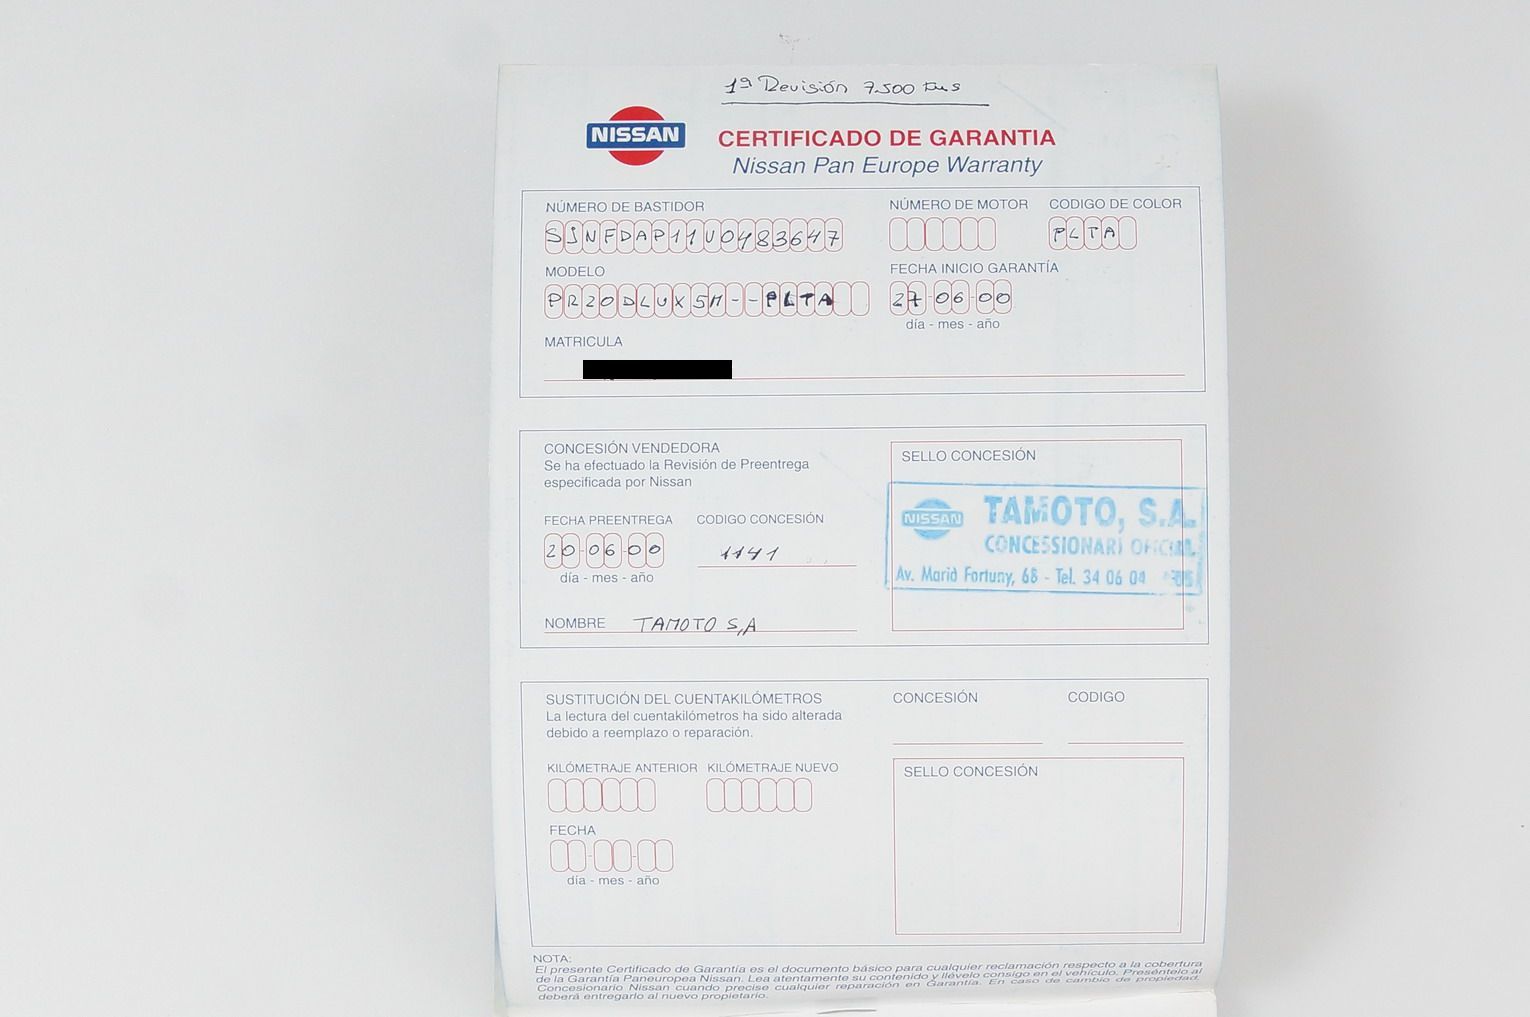 1ª Revisión 7.500 Kms
NISSAN
CERTIFICADO DE GARANTIA
Nissan Pan Europe Warranty
NÚMERO DE BASTIDOR
NÚMERO DE MOTOR
CODIGO DE COLOR
SJNFDAP11U0483647
PLTA
MODELO
FECHA INICIO GARANTÍA
PR20DLUX5M--PLTA
27-06-00
día - mes - año
MATRICULA
CONCESIÓN VENDEDORA
Se ha efectuado la Revisión de Preentrega
especificada por Nissan
SELLO CONCESIÓN
NISSAN
TAMOTO, S.A.
CONCESSIONARI OFICIAL
Av. Marià Fortuny, 68 - Tel. 34 06 04
FECHA PREENTREGA
CODIGO CONCESIÓN
20-06-00
1141
día - mes - año
NOMBRE TAMOTO S,A
SUSTITUCIÓN DEL CUENTAKILÓMETROS
La lectura del cuentakilómetros ha sido alterada
debido a reemplazo o reparación.
CONCESIÓN
CODIGO
KILÓMETRAJE ANTERIOR
KILÓMETRAJE NUEVO
SELLO CONCESIÓN
FECHA
día - mes - año
NOTA:
El presente Certificado de Garantía es el documento básico para cualquier reclamación respecto a la cobertura
de la Garantía Paneuropea Nissan. Lea atentamente su contenido y llévelo consigo en el vehículo. Preséntelo al
Concesionario Nissan cuando precise cualquier reparación en Garantía. En caso de cambio de propiedad,
deberá entregarlo al nuevo propietario.